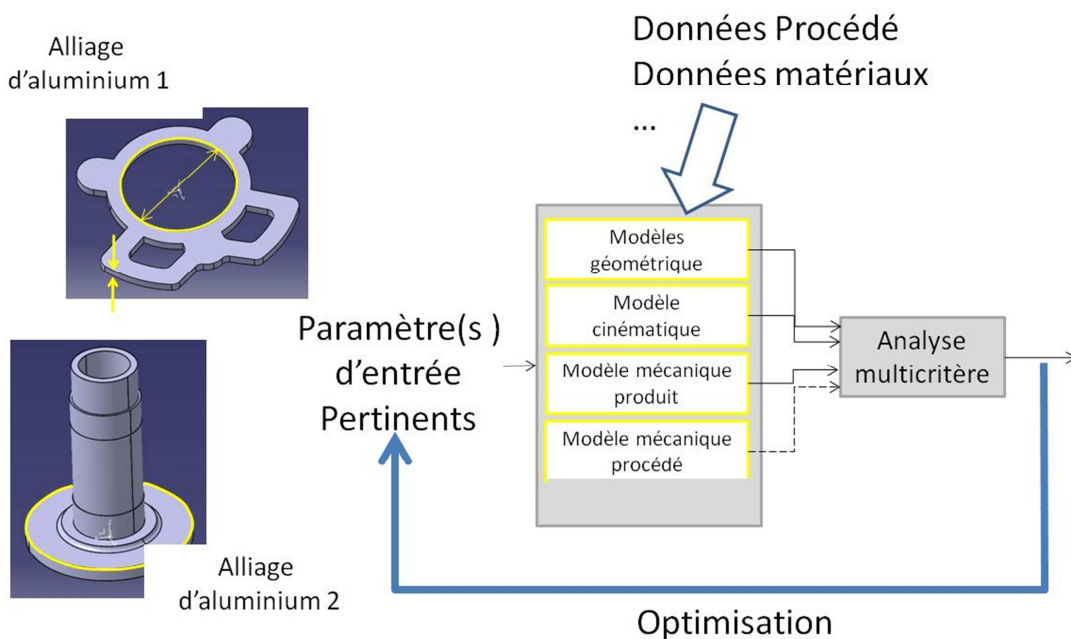 Alliage
d'aluminium 1
Données Procédé
Données matériaux
...
Modèles
géométrique
Modèle
cinématique
Modèle mécanique
produit
Modèle mécanique
procédé
Paramètre(s )
d'entrée
Pertinents
Analyse
multicritère
Alliage
d'aluminium 2
Optimisation